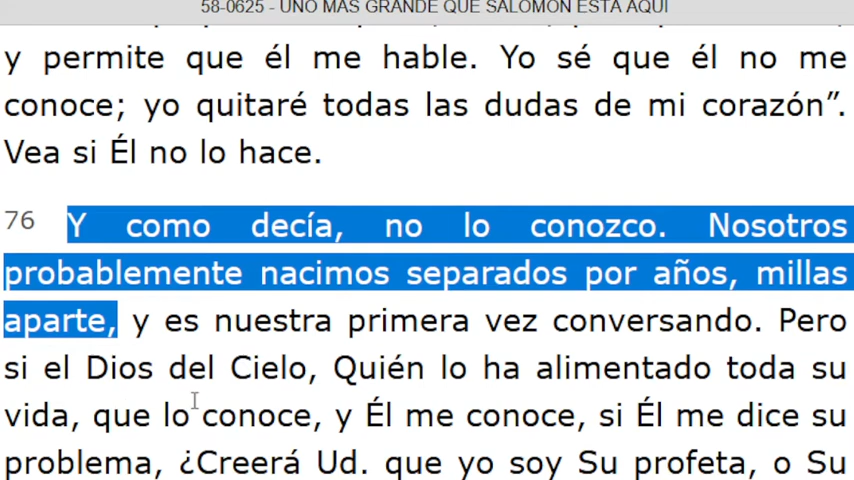 58-0625 - UNO MÁS GRANDE QUE SALOMÓN ESTÁ AQUÍ
y permite que él me hable. Yo sé que él no me
conoce; yo quitaré todas las dudas de mi corazón”.
Vea si Él no lo hace.
76 Y como decía, no lo conozco. Nosotros
probablemente nacimos separados por años, millas
aparte, y es nuestra primera vez conversando. Pero
si el Dios del Cielo, Quién lo ha alimentado toda su
vida, que lo conoce, y Él me conoce, si Él me dice su
problema, ¿Creerá Ud. que yo soy Su profeta, o Su